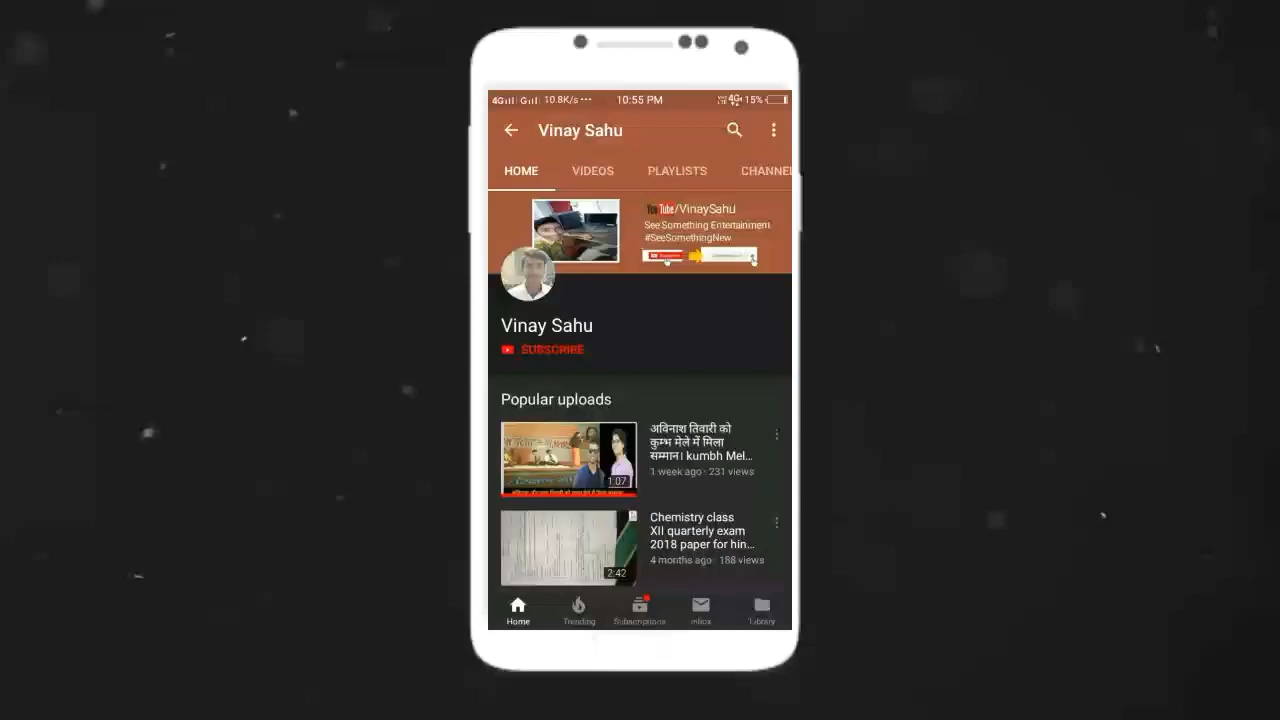 4G G 10.8K/s ··· 10:55 PM 4G 15%
Vinay Sahu
HOME VIDEOS PLAYLISTS CHANNEL
YouTube/VinaySahu
See Something Entertainment
#SeeSomethingNew
Vinay Sahu
SUBSCRIBE
Popular uploads
अविनाश तिवारी को
कुम्भ मेले में मिला
सम्मान। kumbh Mel...
1 week ago · 231 views
1:07
Chemistry class
XII quarterly exam
2018 paper for hin...
4 months ago · 188 views
2:42
Home Trending Subscriptions Inbox Library